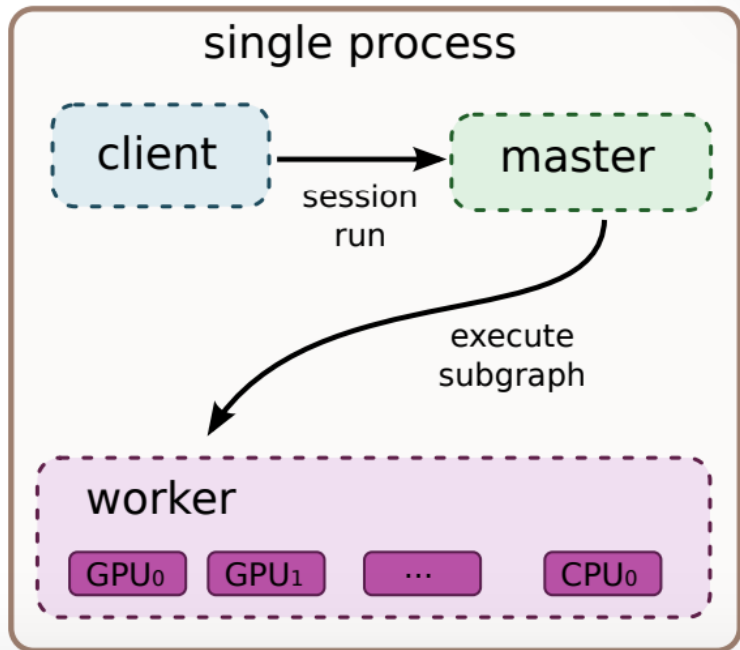 single process
client
master
session
run
execute
subgraph
worker
GPU₀
GPU₁
...
CPU₀